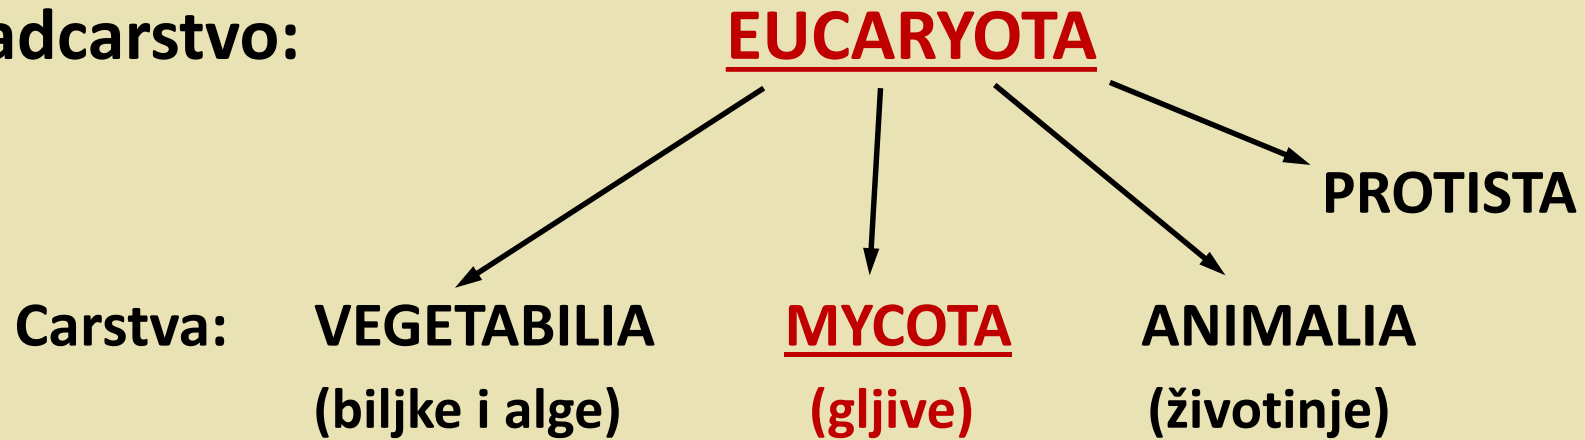 adcarstvo: EUCARYOTA
PROTISTA
Carstva: VEGETABILIA MYCOTA ANIMALIA
(biljke i alge) (gljive) (životinje)